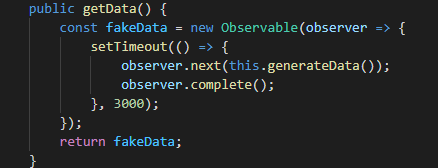 public getData() {
    const fakeData = new Observable(observer => {
        setTimeout(() => {
            observer.next(this.generateData());
            observer.complete();
        }, 3000);
    });
    return fakeData;
}